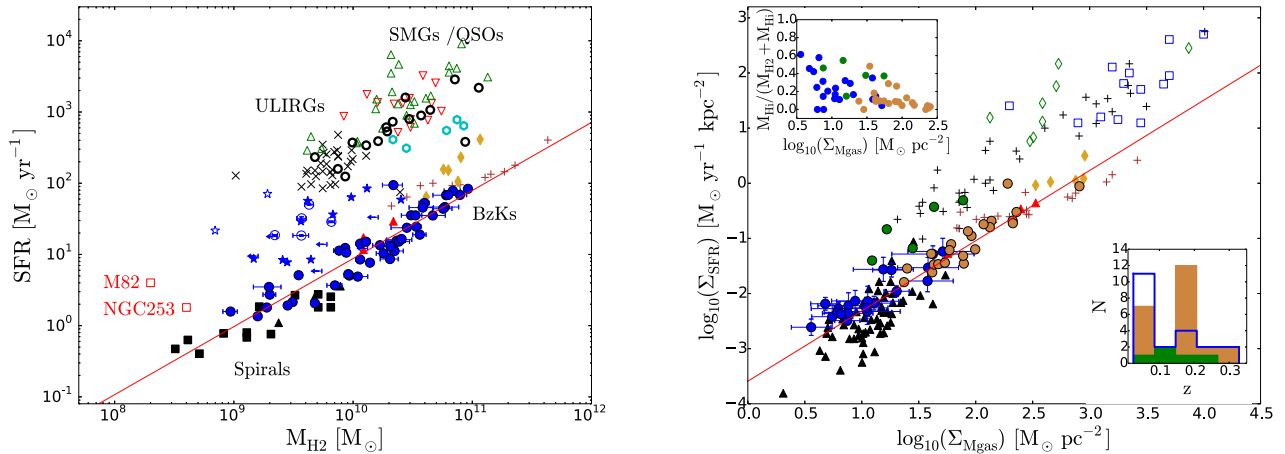 SFR [M⊙ yr⁻¹]
10⁴
10³
10²
10¹
10⁰
10⁻¹
SMGs /QSOs
ULIRGs
BzKs
M82
NGC253
Spirals
10⁸ 10⁹ 10¹⁰ 10¹¹ 10¹²
M_H2 [M⊙]
log₁₀(Σ_SFR) [M⊙ yr⁻¹ kpc⁻²]
3
2
1
0
−1
−2
−3
−4
0.0 0.5 1.0 1.5 2.0 2.5 3.0 3.5 4.0 4.5
log₁₀(Σ_Mgas) [M⊙ pc⁻²]
M_Hi/(M_H2 + M_Hi)
1.0
0.8
0.6
0.4
0.2
0.0
0.5 1.0 1.5 2.0 2.5
log₁₀(Σ_Mgas) [M⊙ pc⁻²]
N
14
12
10
8
6
4
2
0
0.1 0.2 0.3
z